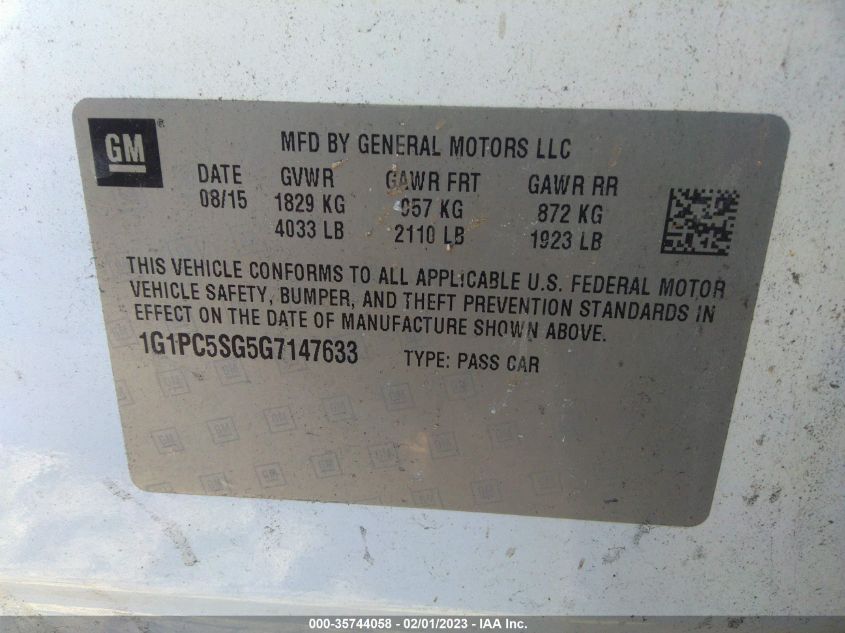 GM ®
MFD BY GENERAL MOTORS LLC
DATE GVWR GAWR FRT GAWR RR
08/15 1829 KG 957 KG 872 KG
4033 LB 2110 LB 1923 LB
THIS VEHICLE CONFORMS TO ALL APPLICABLE U.S. FEDERAL MOTOR
VEHICLE SAFETY, BUMPER, AND THEFT PREVENTION STANDARDS IN
EFFECT ON THE DATE OF MANUFACTURE SHOWN ABOVE.
1G1PC5SG5G7147633 TYPE: PASS CAR
000-35744058 - 02/01/2023 - IAA Inc.